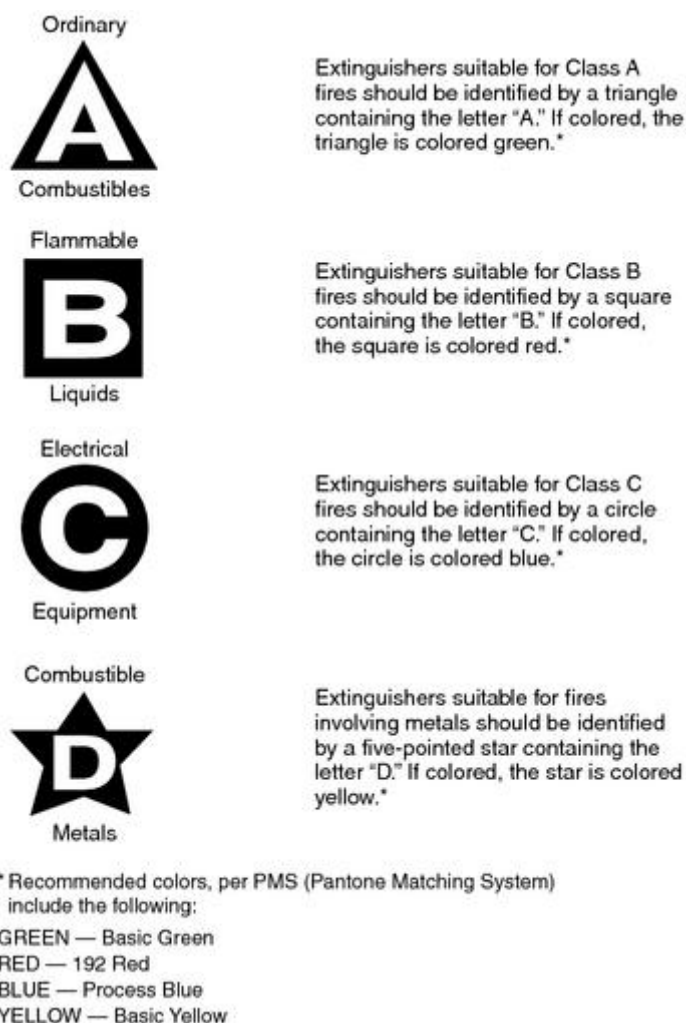 Ordinary
A
Combustibles
Extinguishers suitable for Class A
fires should be identified by a triangle
containing the letter “A.” If colored, the
triangle is colored green.*
Flammable
B
Liquids
Extinguishers suitable for Class B
fires should be identified by a square
containing the letter “B.” If colored,
the square is colored red.*
Electrical
C
Equipment
Extinguishers suitable for Class C
fires should be identified by a circle
containing the letter “C.” If colored,
the circle is colored blue.*
Combustible
D
Metals
Extinguishers suitable for fires
involving metals should be identified
by a five-pointed star containing the
letter “D.” If colored, the star is colored
yellow.*
* Recommended colors, per PMS (Pantone Matching System)
include the following:
GREEN — Basic Green
RED — 192 Red
BLUE — Process Blue
YELLOW — Basic Yellow